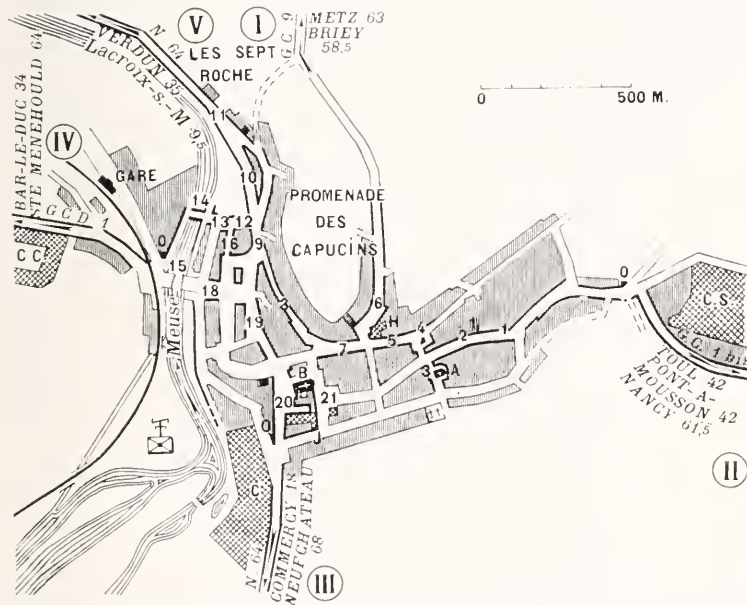 V
I
N 64
G.C. 9
METZ 63
BRIEY
58,5
VERDUN 35
Lacroix-s.-M 9,5
LES SEPT
ROCHE
0 500 M.
BAR-LE-DUC 34
STE MENEHOULD 64
IV
GARE
G C D 1
C C
11
10
PROMENADE
DES
CAPUCINS
14
13 12
16
9
O
15
18
Meuse
19
3
7
6
H
5
4
2
1
O
C.S.
G.C. 1 bis
TOUL 42
PONT-A-
MOUSSON 42
NANCY 61,5
II
3
A
B
20
21
J
O
C
N 64
COMMERCY 18
NEUFCHATEAU
68
III